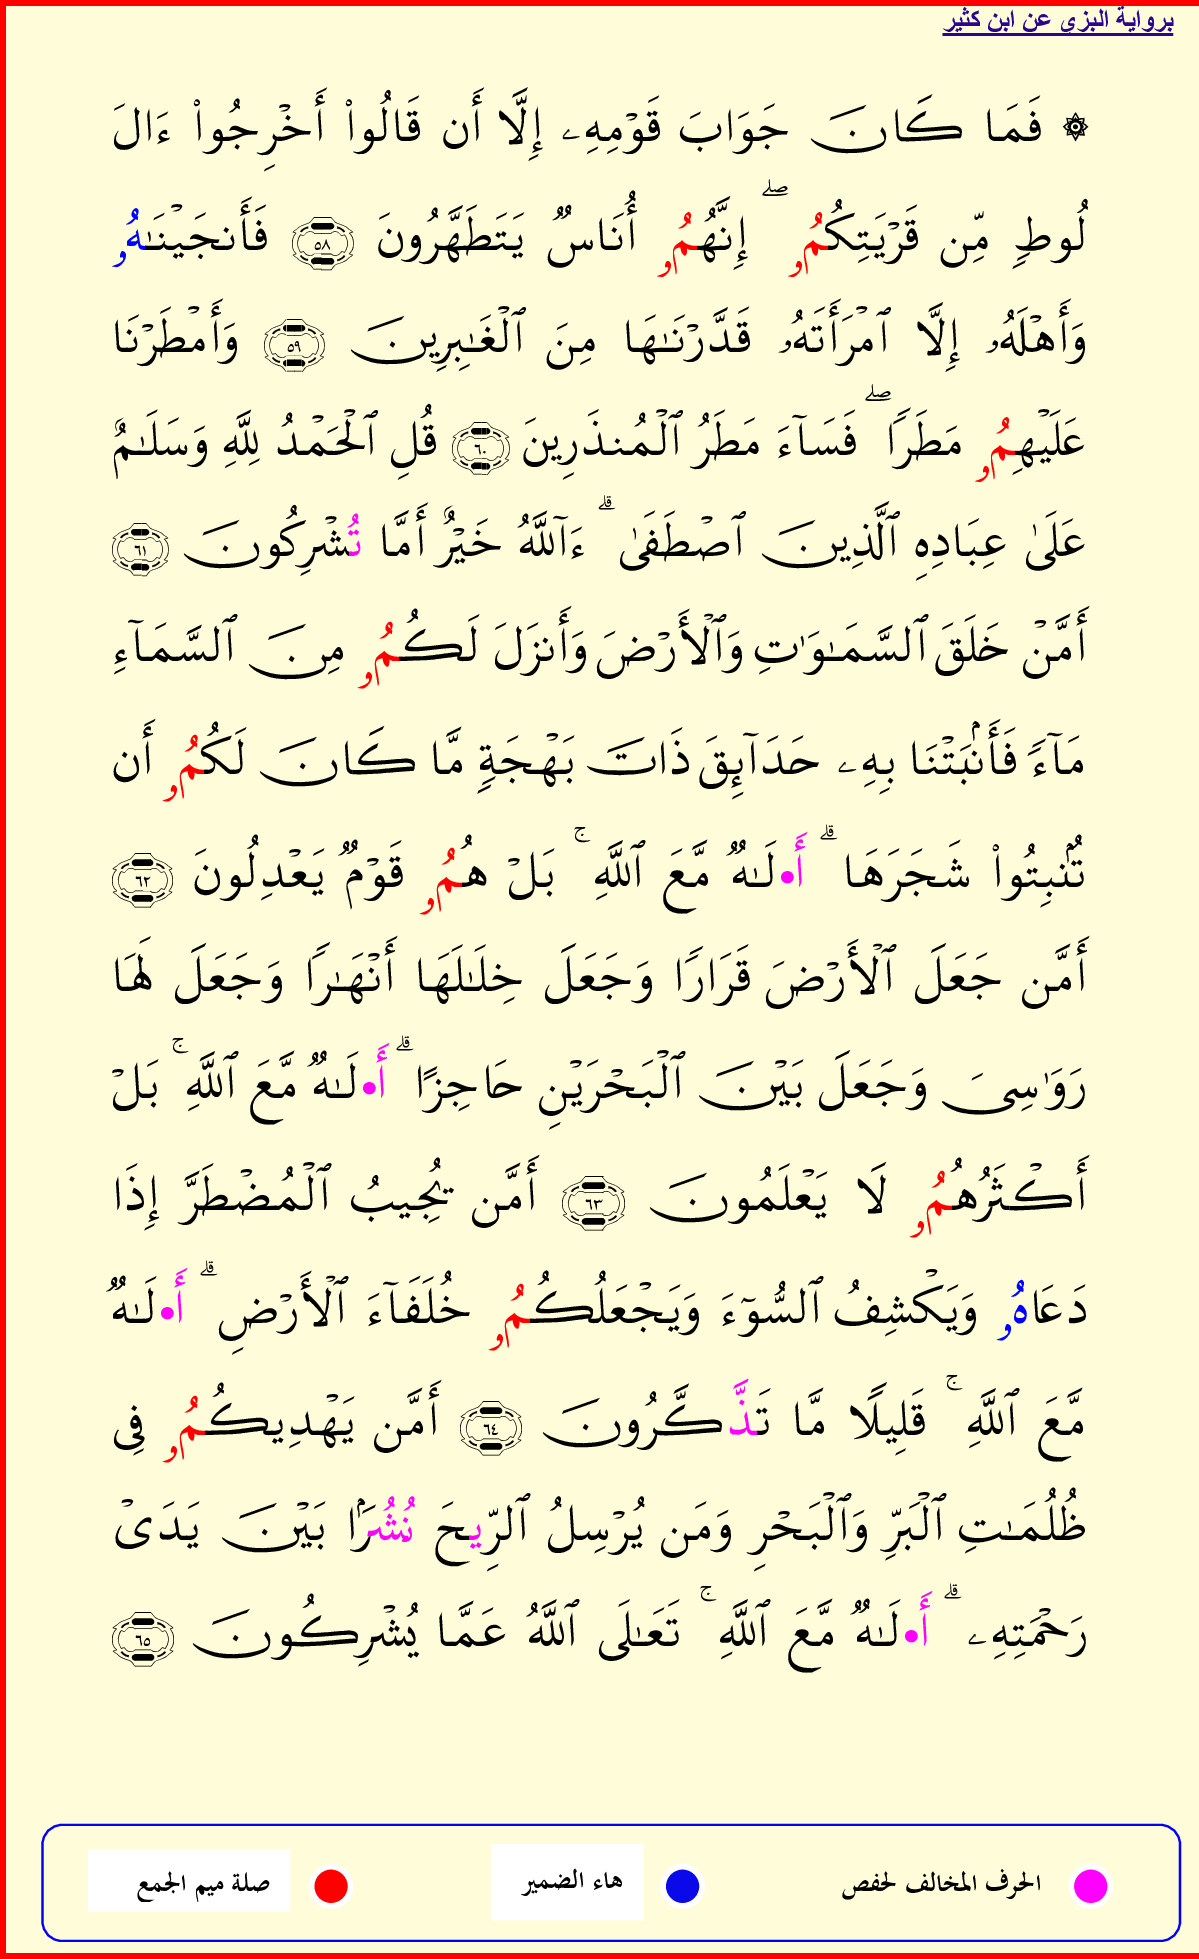 برواية البزى عن ابن كثير
۞ فَمَا كَانَ جَوَابَ قَوْمِهِۦ إِلَّا أَن قَالُواْ أَخْرِجُواْ ءَالَ
لُوطٍ مِّن قَرْيَتِكُمُۥ ۖ إِنَّهُمُۥ أُنَاسٌ يَتَطَهَّرُونَ ٥٨ فَأَنجَيْنَـٰهُۥ
وَأَهْلَهُۥ إِلَّا ٱمْرَأَتَهُۥ قَدَّرْنَـٰهَا مِنَ ٱلْغَـٰبِرِينَ ٥٩ وَأَمْطَرْنَا
عَلَيْهِمُۥ مَطَرًا ۖ فَسَآءَ مَطَرُ ٱلْمُنذَرِينَ ٦٠ قُلِ ٱلْحَمْدُ لِلَّهِ وَسَلَـٰمٌ
عَلَىٰ عِبَادِهِ ٱلَّذِينَ ٱصْطَفَىٰ ۗ ءَآللَّهُ خَيْرٌ أَمَّا تُشْرِكُونَ ٦١
أَمَّنْ خَلَقَ ٱلسَّمَـٰوَٰتِ وَٱلْأَرْضَ وَأَنزَلَ لَكُمُۥ مِنَ ٱلسَّمَآءِ
مَآءً فَأَنۢبَتْنَا بِهِۦ حَدَآئِقَ ذَاتَ بَهْجَةٍ مَّا كَانَ لَكُمُۥ أَن
تُنۢبِتُواْ شَجَرَهَا ۗ أَ•لَـٰهٌ مَّعَ ٱللَّهِ ۚ بَلْ هُمُۥ قَوْمٌ يَعْدِلُونَ ٦٢
أَمَّن جَعَلَ ٱلْأَرْضَ قَرَارًا وَجَعَلَ خِلَـٰلَهَا أَنْهَـٰرًا وَجَعَلَ لَهَا
رَوَٰسِىَ وَجَعَلَ بَيْنَ ٱلْبَحْرَيْنِ حَاجِزًا ۗ أَ•لَـٰهٌ مَّعَ ٱللَّهِ ۚ بَلْ
أَكْثَرُهُمُۥ لَا يَعْلَمُونَ ٦٣ أَمَّن يُجِيبُ ٱلْمُضْطَرَّ إِذَا
دَعَاهُۥ وَيَكْشِفُ ٱلسُّوٓءَ وَيَجْعَلُكُمُۥ خُلَفَآءَ ٱلْأَرْضِ ۗ أَ•لَـٰهٌ
مَّعَ ٱللَّهِ ۚ قَلِيلًا مَّا تَذَّكَّرُونَ ٦٤ أَمَّن يَهْدِيكُمُۥ فِى
ظُلُمَـٰتِ ٱلْبَرِّ وَٱلْبَحْرِ وَمَن يُرْسِلُ ٱلرِّيحَ نُشُرًۢا بَيْنَ يَدَىْ
رَحْمَتِهِۦ ۗ أَ•لَـٰهٌ مَّعَ ٱللَّهِ ۚ تَعَـٰلَى ٱللَّهُ عَمَّا يُشْرِكُونَ ٦٥
الحرف المخالف لحفص هاء الضمير صلة ميم الجمع